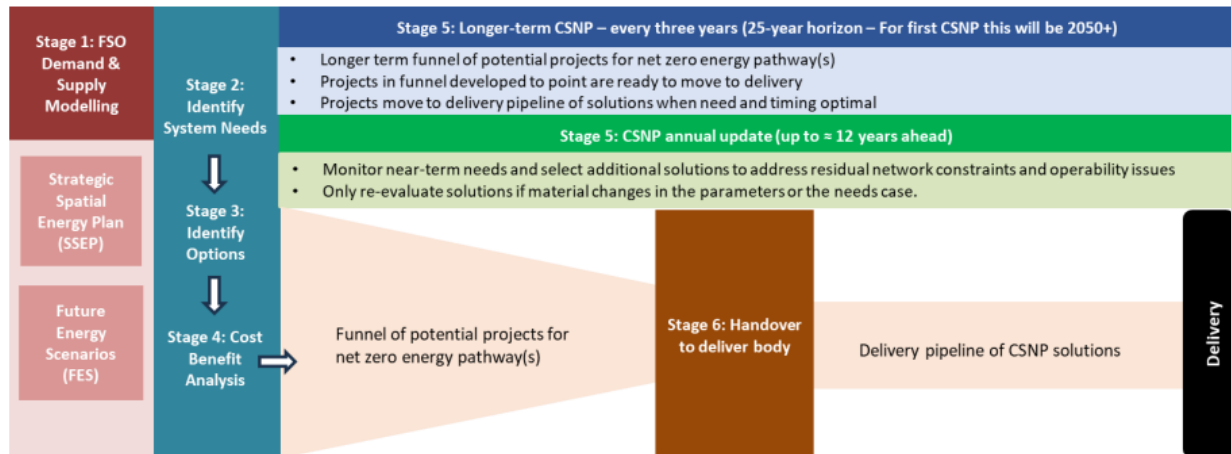 Stage 1: FSO
Demand &
Supply
Modelling
Strategic
Spatial
Energy Plan
(SSEP)
Future
Energy
Scenarios
(FES)
Stage 2:
Identify
System Needs
Stage 3:
Identify
Options
Stage 4: Cost
Benefit
Analysis
Stage 5: Longer-term CSNP – every three years (25-year horizon – For first CSNP this will be 2050+)
• Longer term funnel of potential projects for net zero energy pathway(s)
• Projects in funnel developed to point are ready to move to delivery
• Projects move to delivery pipeline of solutions when need and timing optimal
Stage 5: CSNP annual update (up to ≈ 12 years ahead)
• Monitor near-term needs and select additional solutions to address residual network constraints and operability issues
• Only re-evaluate solutions if material changes in the parameters or the needs case.
Funnel of potential projects for
net zero energy pathway(s)
Stage 6: Handover
to deliver body
Delivery pipeline of CSNP solutions
Delivery